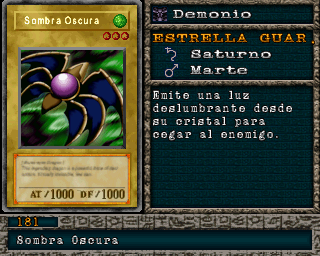 Sombra Oscura
AT/1000 DF/1000
Demonio
ESTRELLA GUAR.
Saturno
Marte
Emite una luz
deslumbrante desde
su cristal para
cegar al enemigo.
181
Sombra Oscura